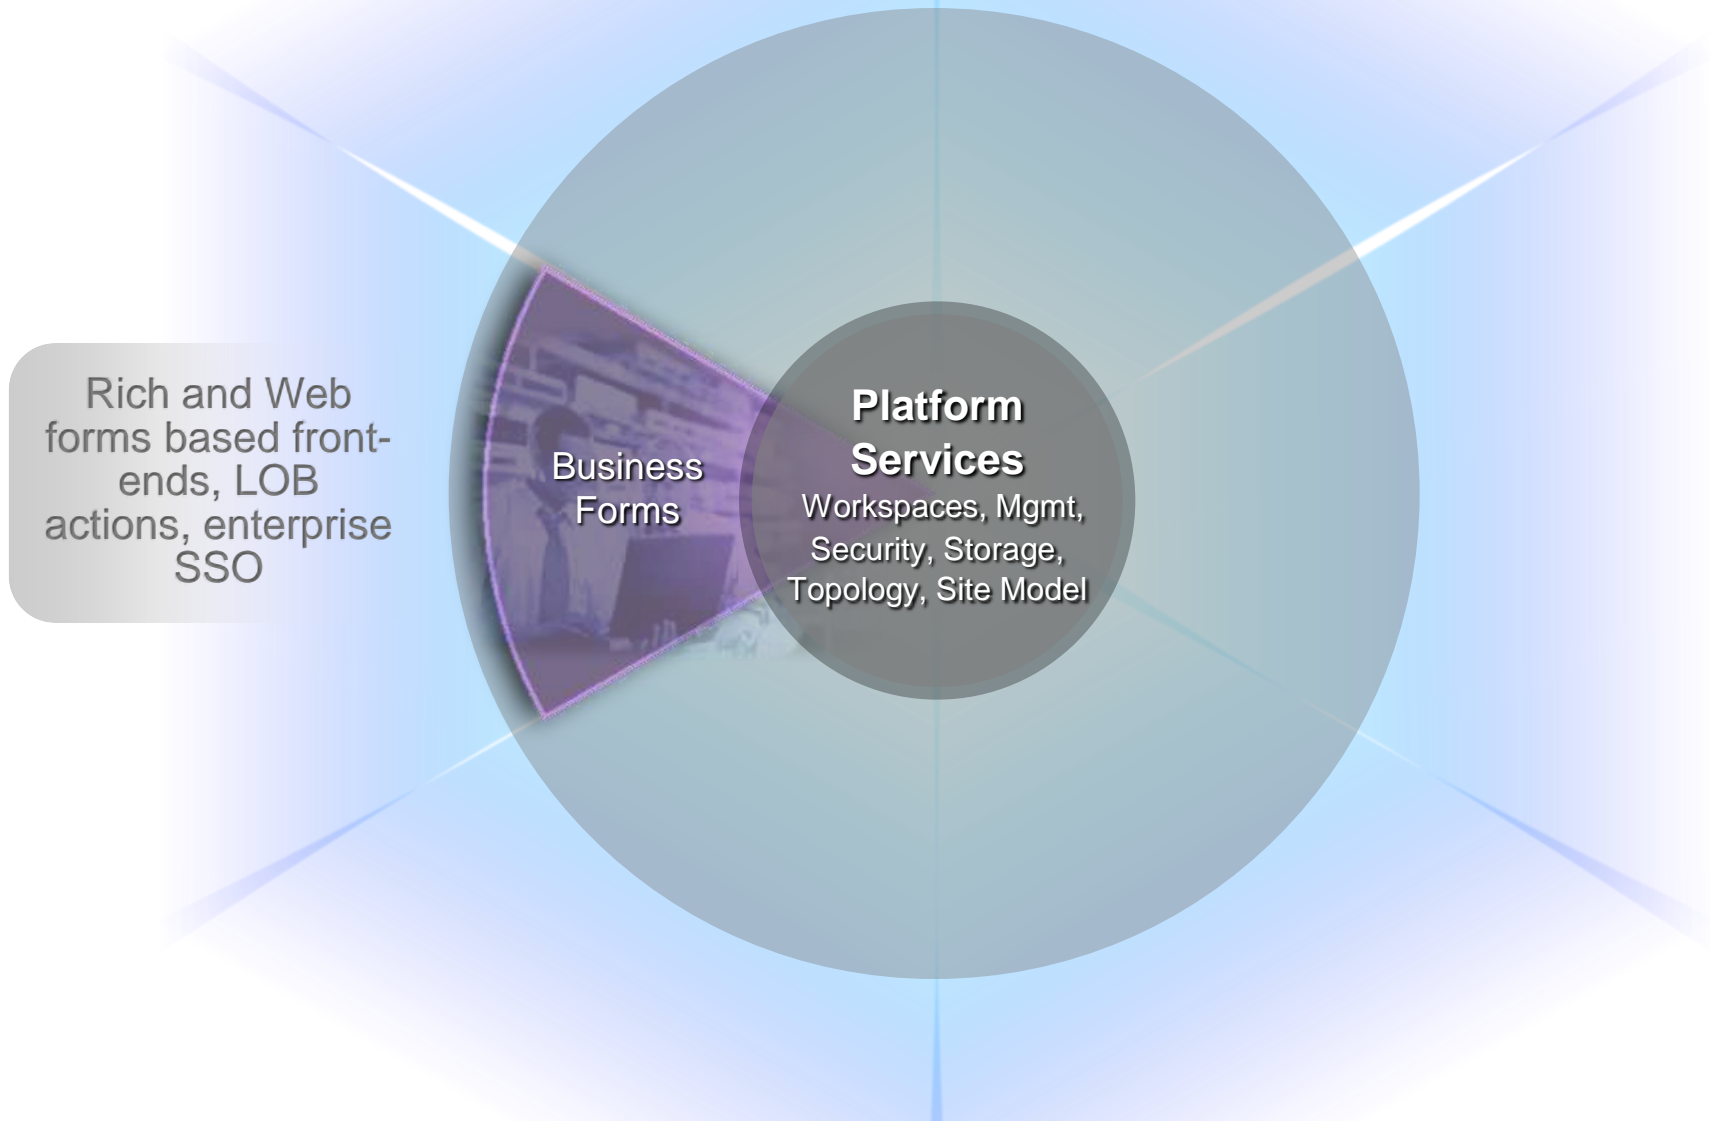 Rich and Web
forms based front-
ends, LOB
actions, enterprise
SSO
Business
Forms
Platform
Services
Workspaces, Mgmt,
Security, Storage,
Topology, Site Model